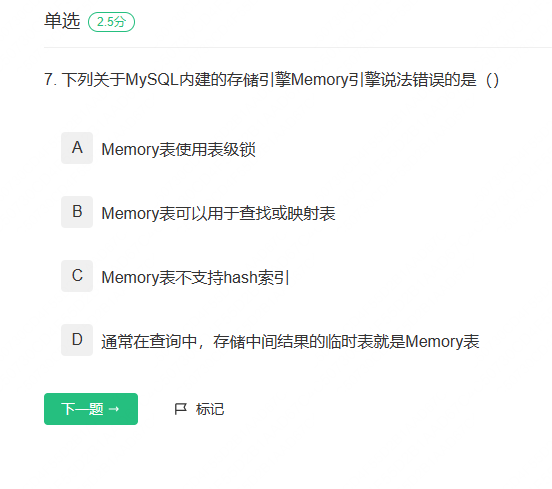 单选 2.5分
7. 下列关于MySQL内建的存储引擎Memory引擎说法错误的是（）
A Memory表使用表级锁
B Memory表可以用于查找或映射表
C Memory表不支持hash索引
D 通常在查询中，存储中间结果的临时表就是Memory表
下一题 → 标记